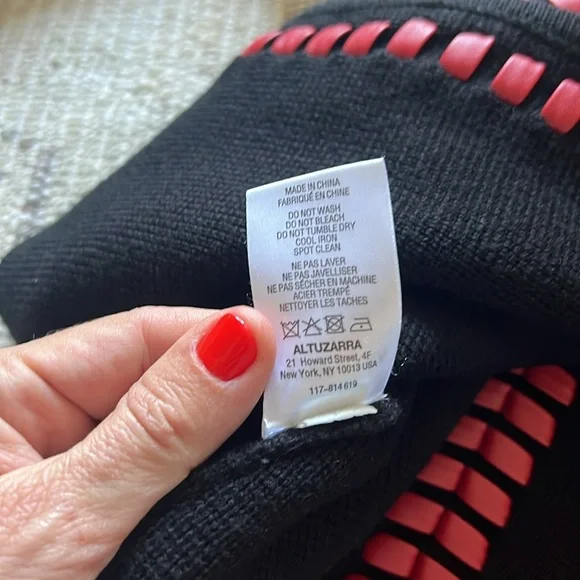 MADE IN CHINA
FABRIQUÉ EN CHINE
DO NOT WASH
DO NOT BLEACH
DO NOT TUMBLE DRY
COOL IRON
SPOT CLEAN
NE PAS LAVER
NE PAS JAVELLISER
NE PAS SÉCHER EN MACHINE
ACIER TREMPÉ
NETTOYER LES TACHES
ALTUZARRA
21 Howard Street, 4F
New York, NY 10013 USA
117-814 619